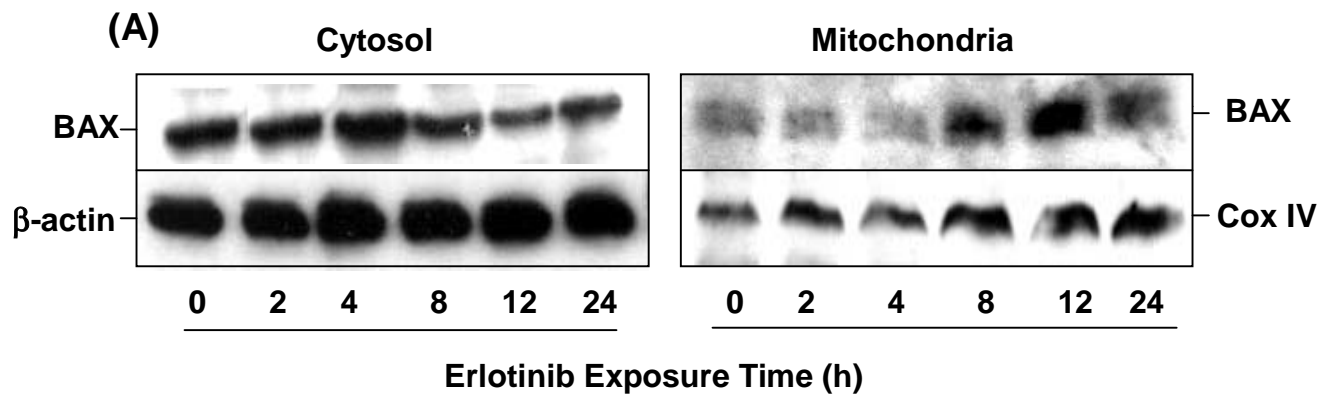 (A)
Cytosol
Mitochondria
BAX
BAX
β-actin
Cox IV
0 2 4 8 12 24
0 2 4 8 12 24
Erlotinib Exposure Time (h)